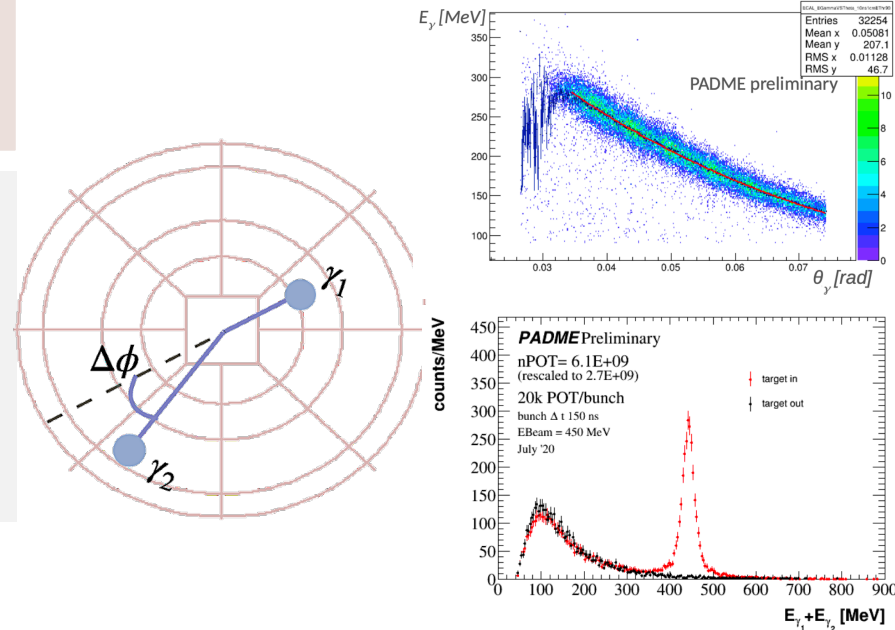 γ1
Δϕ
γ2
Eγ [MeV]
Entries 32254
Mean x 0.05081
Mean y 207.1
RMS x 0.01128
RMS y 46.7
PADME preliminary
350
300
250
200
150
100
10
8
6
4
2
0
0.03 0.04 0.05 0.06 0.07
θγ [rad]
counts/MeV
450
400
350
300
250
200
150
100
50
0
PADME Preliminary
nPOT= 6.1E+09
(rescaled to 2.7E+09)
20k POT/bunch
bunch Δ t 150 ns
EBeam = 450 MeV
July '20
target in
target out
0 100 200 300 400 500 600 700 800 900
Eγ1+Eγ2 [MeV]